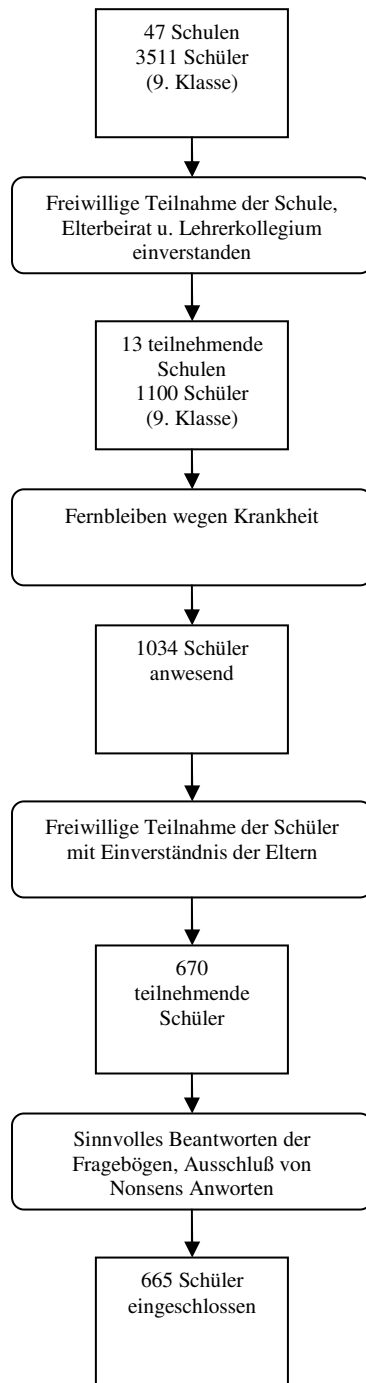 47 Schulen
3511 Schüler
(9. Klasse)
Freiwillige Teilnahme der Schule,
Elterbeirat u. Lehrerkollegium
einverstanden
13 teilnehmende
Schulen
1100 Schüler
(9. Klasse)
Fernbleiben wegen Krankheit
1034 Schüler
anwesend
Freiwillige Teilnahme der Schüler
mit Einverständnis der Eltern
670
teilnehmende
Schüler
Sinnvolles Beantworten der
Fragebögen, Ausschluß von
Nonsens Anworten
665 Schüler
eingeschlossen